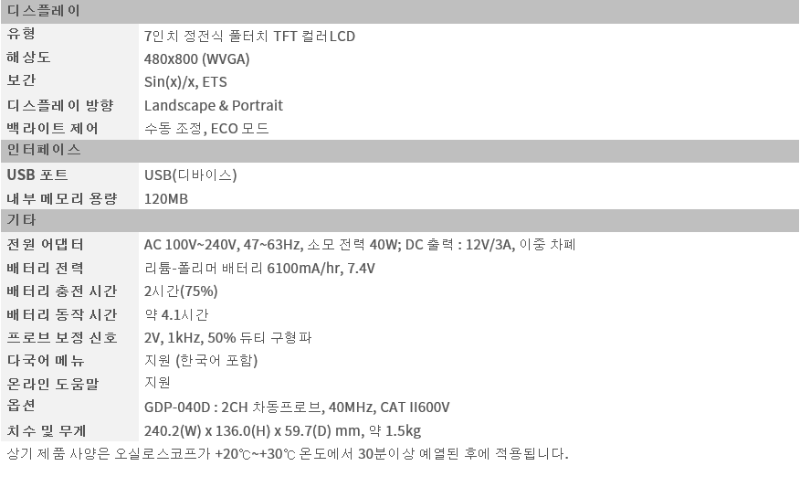 디스플레이
유형 7인치 정전식 풀터치 TFT 컬러LCD
해상도 480x800 (WVGA)
보간 Sin(x)/x, ETS
디스플레이 방향 Landscape & Portrait
백라이트 제어 수동 조정, ECO 모드
인터페이스
USB 포트 USB(디바이스)
내부 메모리 용량 120MB
기타
전원 어댑터 AC 100V~240V, 47~63Hz, 소모 전력 40W; DC 출력 : 12V/3A, 이중 차폐
배터리 전력 리튬-폴리머 배터리 6100mA/hr, 7.4V
배터리 충전 시간 2시간(75%)
배터리 동작 시간 약 4.1시간
프로브 보정 신호 2V, 1kHz, 50% 듀티 구형파
다국어 메뉴 지원 (한국어 포함)
온라인 도움말 지원
옵션 GDP-040D : 2CH 차동프로브, 40MHz, CAT II600V
치수 및 무게 240.2(W) x 136.0(H) x 59.7(D) mm, 약 1.5kg
상기 제품 사양은 오실로스코프가 +20℃~+30℃ 온도에서 30분이상 예열된 후에 적용됩니다.